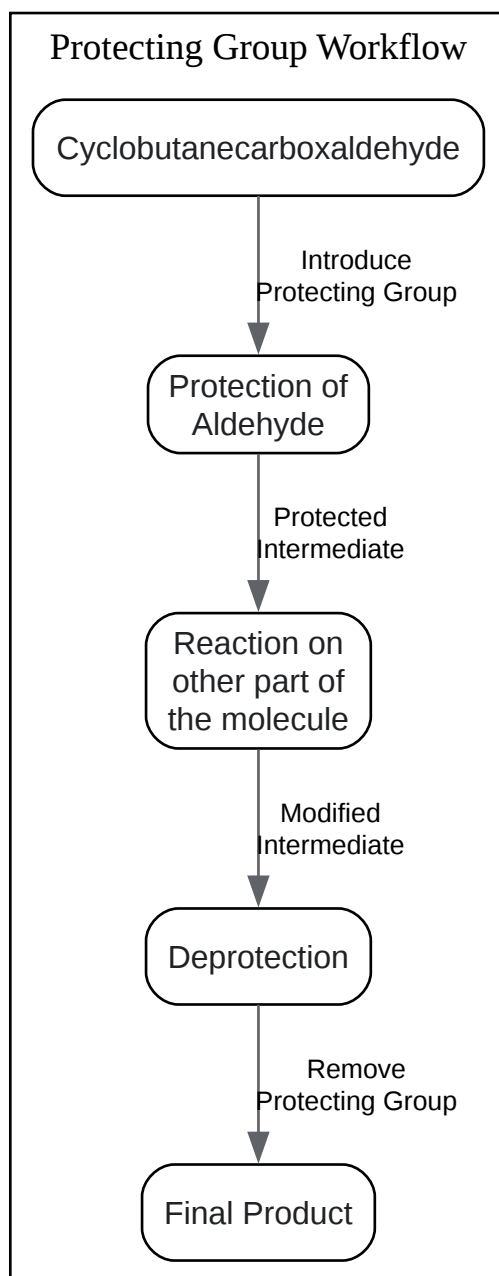 Protecting Group Workflow
Cyclobutanecarboxaldehyde
Introduce
Protecting Group
Protection of
Aldehyde
Protected
Intermediate
Reaction on
other part of
the molecule
Modified
Intermediate
Deprotection
Remove
Protecting Group
Final Product